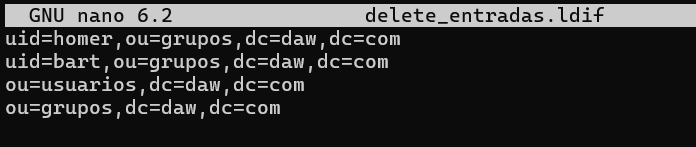 GNU nano 6.2 delete_entradas.ldif
uid=homer,ou=grupos,dc=daw,dc=com
uid=bart,ou=grupos,dc=daw,dc=com
ou=usuarios,dc=daw,dc=com
ou=grupos,dc=daw,dc=com